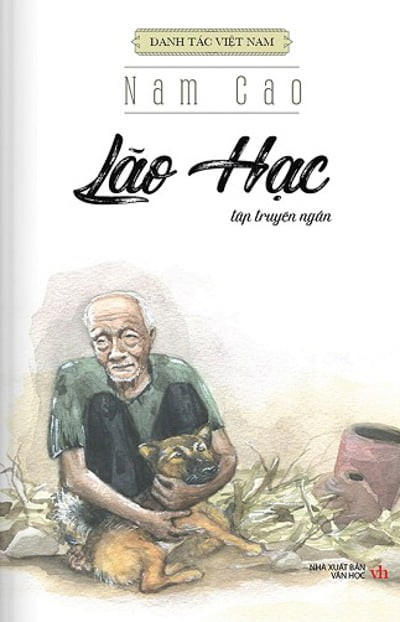 DANH TÁC VIỆT NAM
Nam Cao
Lão Hạc
tập truyện ngắn
NHÀ XUẤT BẢN
VĂN HỌC vh